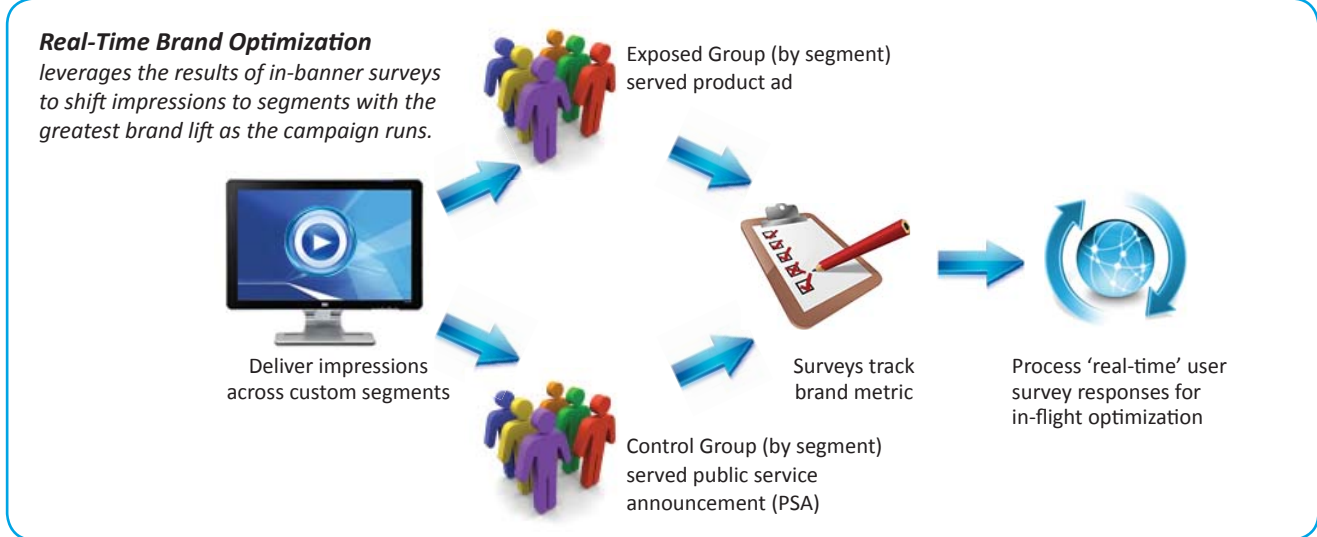 Real-Time Brand Optimization
leverages the results of in-banner surveys
to shift impressions to segments with the
greatest brand lift as the campaign runs.
Exposed Group (by segment)
served product ad
Deliver impressions
across custom segments
Surveys track
brand metric
Process ‘real-time’ user
survey responses for
in-flight optimization
Control Group (by segment)
served public service
announcement (PSA)